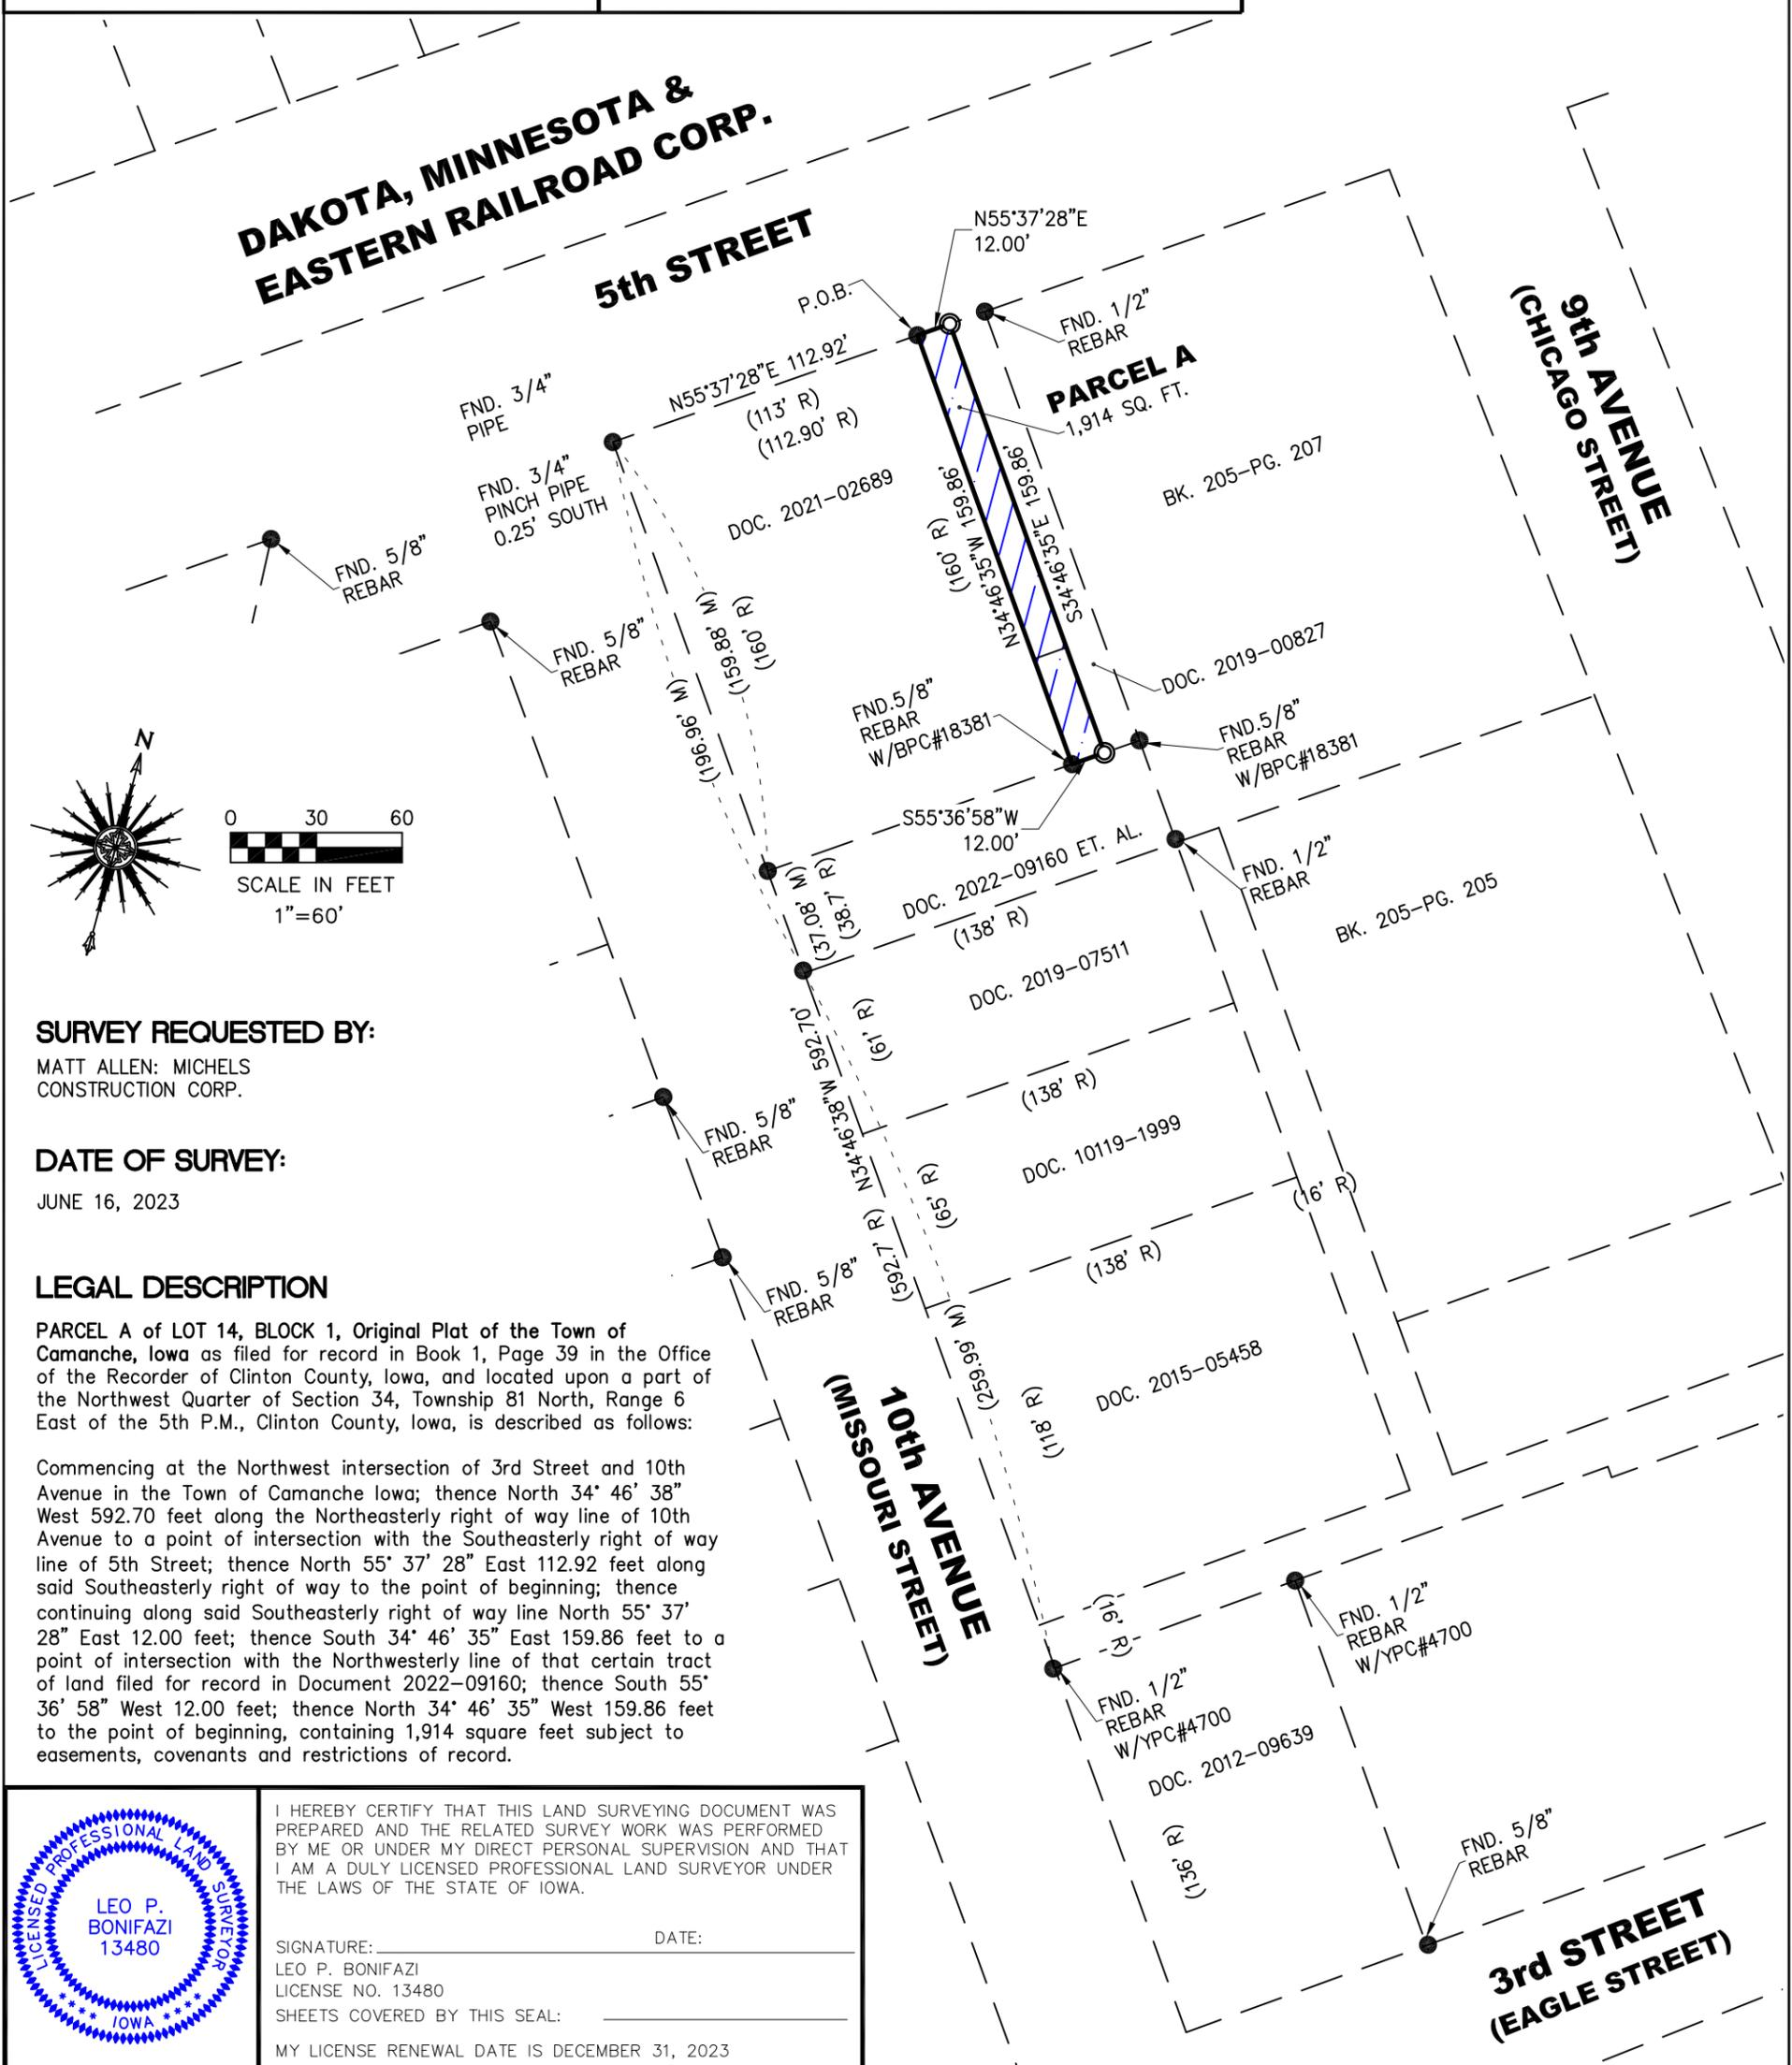 DAKOTA, MINNESOTA &
EASTERN RAILROAD CORP.
5th STREET
N55°37'28"E
12.00'
P.O.B.
FND. 1/2"
REBAR
PARCEL A
1,914 SQ. FT.
9th AVENUE
(CHICAGO STREET)
N55°37'28"E 112.92'
(113' R)
(112.90' R)
FND. 3/4"
PIPE
FND. 3/4"
PINCH PIPE
0.25' SOUTH
DOC. 2021-02689
BK. 205-PG. 207
N34°46'35"W 159.86'
(160' R)
S34°46'35"E 159.86'
FND. 5/8"
REBAR
FND. 5/8"
REBAR
(159.88' M)
(160' R)
(196.96' M)
DOC. 2019-00827
FND.5/8"
REBAR
W/BPC#18381
FND.5/8"
REBAR
W/BPC#18381
N
0 30 60
SCALE IN FEET
1"=60'
S55°36'58"W
12.00'
DOC. 2022-09160 ET. AL.
(37.08' M)
(38.7' R)
(138' R)
FND. 1/2"
REBAR
BK. 205-PG. 205
DOC. 2019-07511
(61' R)
(138' R)
N34°46'38"W 592.70'
(592.7' R)
FND. 5/8"
REBAR
DOC. 10119-1999
(65' R)
(16' R)
(138' R)
FND. 5/8"
REBAR
(259.99' M)
DOC. 2015-05458
(118' R)
10th AVENUE
(MISSOURI STREET)
(16' R)
FND. 1/2"
REBAR
W/YPC#4700
FND. 1/2"
REBAR
W/YPC#4700
DOC. 2012-09639
(136' R)
FND. 5/8"
REBAR
3rd STREET
(EAGLE STREET)
SURVEY REQUESTED BY:
MATT ALLEN: MICHELS
CONSTRUCTION CORP.
DATE OF SURVEY:
JUNE 16, 2023
LEGAL DESCRIPTION
PARCEL A of LOT 14, BLOCK 1, Original Plat of the Town of
Camanche, Iowa as filed for record in Book 1, Page 39 in the Office
of the Recorder of Clinton County, Iowa, and located upon a part of
the Northwest Quarter of Section 34, Township 81 North, Range 6
East of the 5th P.M., Clinton County, Iowa, is described as follows:
Commencing at the Northwest intersection of 3rd Street and 10th
Avenue in the Town of Camanche Iowa; thence North 34° 46' 38"
West 592.70 feet along the Northeasterly right of way line of 10th
Avenue to a point of intersection with the Southeasterly right of way
line of 5th Street; thence North 55° 37' 28" East 112.92 feet along
said Southeasterly right of way to the point of beginning; thence
continuing along said Southeasterly right of way line North 55° 37'
28" East 12.00 feet; thence South 34° 46' 35" East 159.86 feet to a
point of intersection with the Northwesterly line of that certain tract
of land filed for record in Document 2022-09160; thence South 55°
36' 58" West 12.00 feet; thence North 34° 46' 35" West 159.86 feet
to the point of beginning, containing 1,914 square feet subject to
easements, covenants and restrictions of record.
LICENSED PROFESSIONAL LAND SURVEYOR
LEO P.
BONIFAZI
13480
**** IOWA ****
I HEREBY CERTIFY THAT THIS LAND SURVEYING DOCUMENT WAS
PREPARED AND THE RELATED SURVEY WORK WAS PERFORMED
BY ME OR UNDER MY DIRECT PERSONAL SUPERVISION AND THAT
I AM A DULY LICENSED PROFESSIONAL LAND SURVEYOR UNDER
THE LAWS OF THE STATE OF IOWA.
SIGNATURE: DATE:
LEO P. BONIFAZI
LICENSE NO. 13480
SHEETS COVERED BY THIS SEAL:
MY LICENSE RENEWAL DATE IS DECEMBER 31, 2023